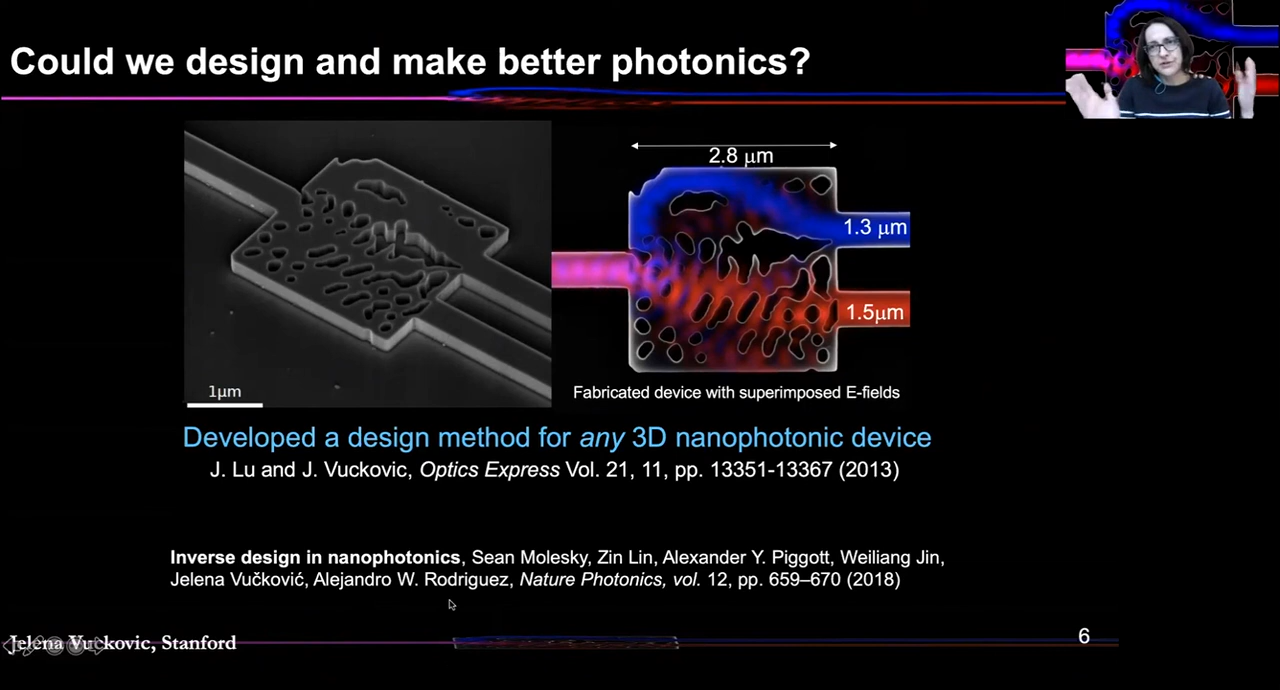 Could we design and make better photonics?
2.8 μm
1.3 μm
1.5μm
1μm
Fabricated device with superimposed E-fields
Developed a design method for any 3D nanophotonic device
J. Lu and J. Vuckovic, Optics Express Vol. 21, 11, pp. 13351-13367 (2013)
Inverse design in nanophotonics, Sean Molesky, Zin Lin, Alexander Y. Piggott, Weiliang Jin,
Jelena Vučković, Alejandro W. Rodriguez, Nature Photonics, vol. 12, pp. 659–670 (2018)
Jelena Vuckovic, Stanford
6